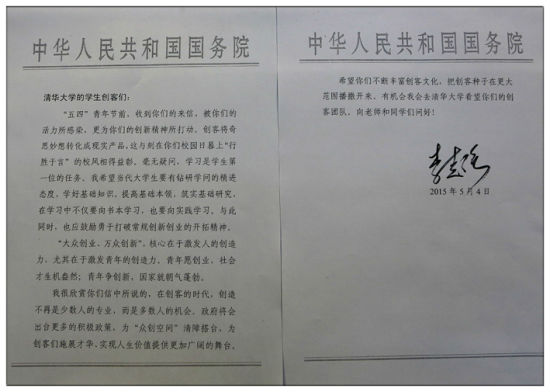 中华人民共和国国务院
清华大学的学生创客们：
“五四”青年节前，收到你们的来信，被你们的
活力所感染，更为你们的创新精神所打动。创客将奇
思妙想转化成现实产品，这与刻在你们校园日晷上“行
胜于言”的校风相得益彰。毫无疑问，学习是学生第
一位的任务。我希望当代大学生要有钻研学问的精进
态度，学好基础知识，提高基础本领，筑实基础研究，
在学习中不仅要向书本学习，也要向实践学习。与此
同时，也应鼓励勇于打破常规创新创业的开拓精神。
“大众创业、万众创新”，核心在于激发人的创造
力，尤其在于激发青年的创造力。青年愿创业，社会
才生机盎然；青年争创新，国家就朝气蓬勃。
我很欣赏你们信中所说的，在创客的时代，创造
不再是少数人的专业，而是多数人的机会。政府将会
出台更多的积极政策，为“众创空间”清障搭台，为
创客们施展才华、实现人生价值提供更加广阔的舞台。
中华人民共和国国务院
希望你们不断丰富创客文化，把创客种子在更大
范围播撒开来。有机会我会去清华大学看望你们的创
客团队，向老师和同学们问好！
李克强
2015 年 5 月 4 日